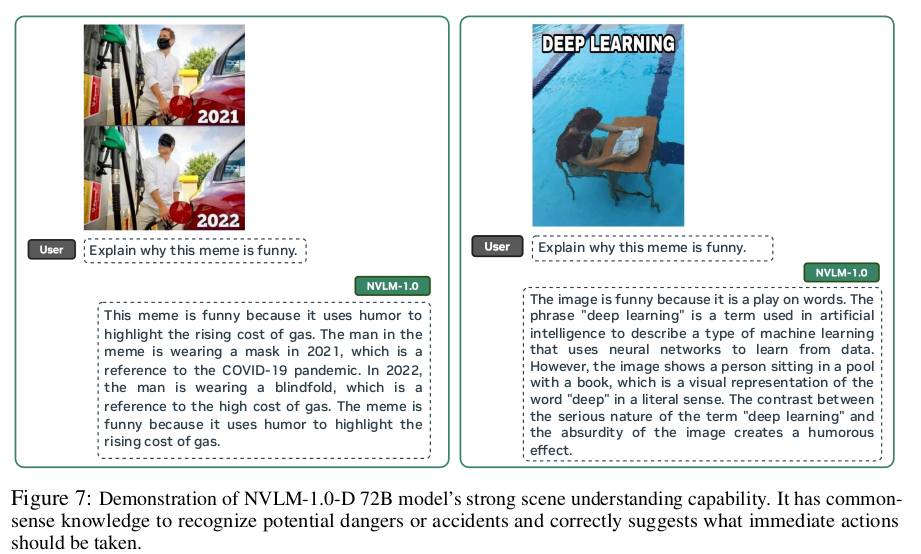 2021
2022
User
Explain why this meme is funny.
NVLM-1.0
This meme is funny because it uses humor to
highlight the rising cost of gas. The man in the
meme is wearing a mask in 2021, which is a
reference to the COVID-19 pandemic. In 2022,
the man is wearing a blindfold, which is a
reference to the high cost of gas. The meme is
funny because it uses humor to highlight the
rising cost of gas.
DEEP LEARNING
User
Explain why this meme is funny.
NVLM-1.0
The image is funny because it is a play on words. The
phrase "deep learning" is a term used in artificial
intelligence to describe a type of machine learning
that uses neural networks to learn from data.
However, the image shows a person sitting in a pool
with a book, which is a visual representation of the
word "deep" in a literal sense. The contrast between
the serious nature of the term "deep learning" and
the absurdity of the image creates a humorous
effect.
Figure 7: Demonstration of NVLM-1.0-D 72B model's strong scene understanding capability. It has common-
sense knowledge to recognize potential dangers or accidents and correctly suggests what immediate actions
should be taken.